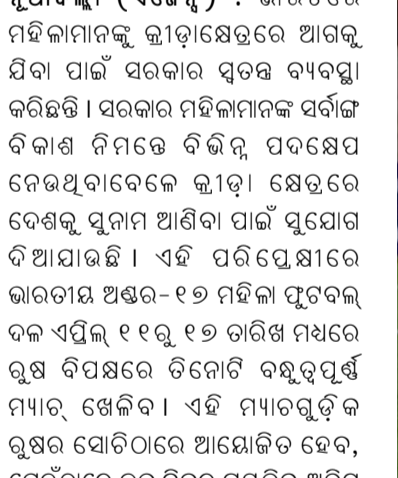 ମହିଳାମାନଙ୍କୁ କ୍ରୀଡ଼ାକ୍ଷେତ୍ରରେ ଆଗକୁ
ଯିବା ପାଇଁ ସରକାର ସ୍ୱତନ୍ତ୍ର ବ୍ୟବସ୍ଥା
କରିଛନ୍ତି । ସରକାର ମହିଳାମାନଙ୍କ ସର୍ବାଙ୍ଗ
ବିକାଶ ନିମନ୍ତେ ବିଭିନ୍ନ ପଦକ୍ଷେପ
ନେଉଥିବାବେଳେ କ୍ରୀଡ଼ା କ୍ଷେତ୍ରରେ
ଦେଶକୁ ସୁନାମ ଆଣିବା ପାଇଁ ସୁଯୋଗ
ଦିଆଯାଉଛି । ଏହି ପରିପ୍ରେକ୍ଷୀରେ
ଭାରତୀୟ ଅଣ୍ଡର-୧୭ ମହିଳା ଫୁଟବଲ୍
ଦଳ ଏପ୍ରିଲ୍ ୧୧ରୁ ୧୭ ତାରିଖ ମଧ୍ୟରେ
ରୁଷ ବିପକ୍ଷରେ ତିନୋଟି ବନ୍ଧୁତ୍ୱପୂର୍ଣ୍ଣ
ମ୍ୟାଚ୍ ଖେଳିବ । ଏହି ମ୍ୟାଚଗୁଡ଼ିକ
ରୁଷର ସୋଚିଠାରେ ଆୟୋଜିତ ହେବ,